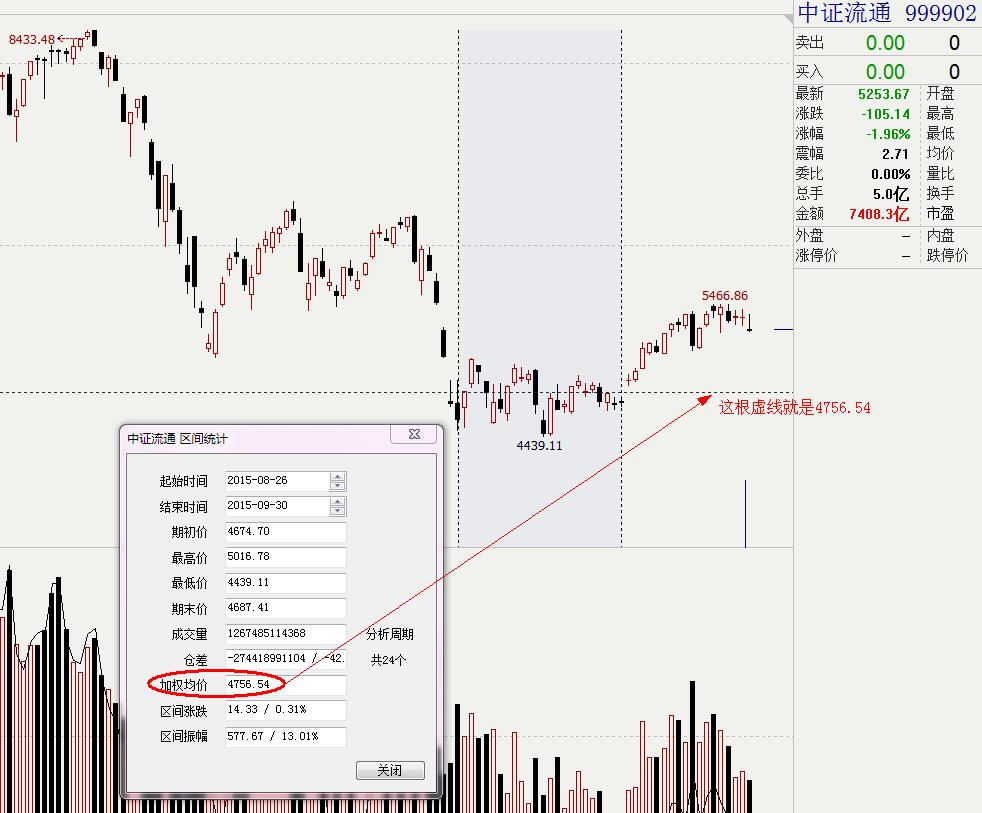 中证流通 999902
卖出 0.00 0
买入 0.00 0
最新 5253.67 开盘
涨跌 -105.14 最高
涨幅 -1.96% 最低
震幅 2.71 均价
委比 0.00% 量比
总手 5.0亿 换手
金额 7408.3亿 市盈
外盘 – 内盘
涨停价 – 跌停价
8433.48
5466.86
这根虚线就是4756.54
4439.11
中证流通 区间统计
起始时间 2015-08-26
结束时间 2015-09-30
期初价 4674.70
最高价 5016.78
最低价 4439.11
期末价 4687.41
成交量 1267485114368 分析周期
仓差 -274418991104 / -42. 共24个
加权均价 4756.54
区间涨跌 14.33 / 0.31%
区间振幅 577.67 / 13.01%
关闭